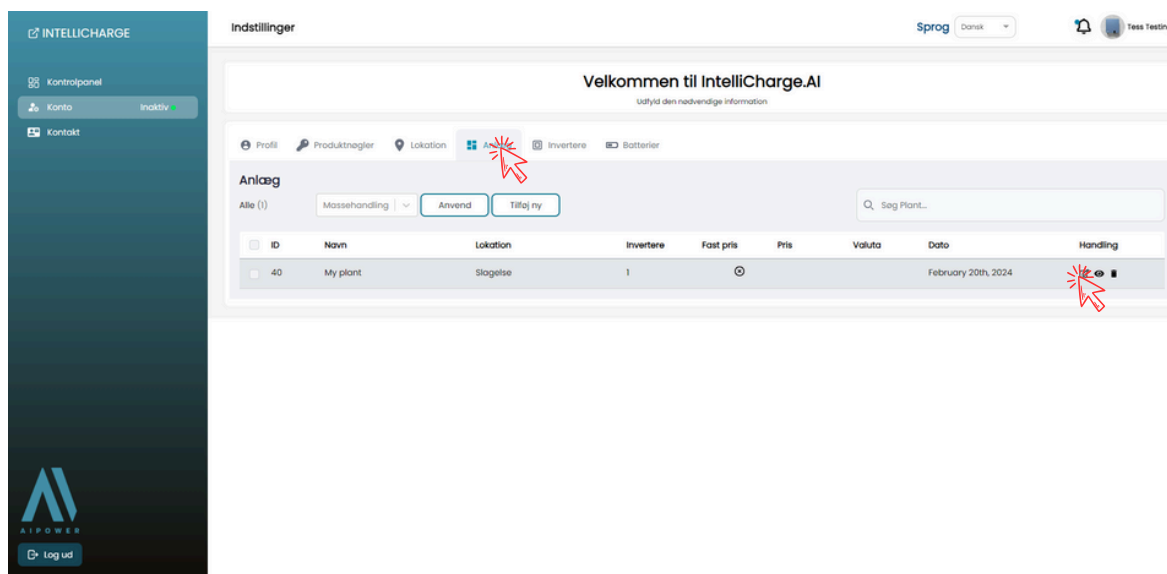 INTELLICHARGE
Indstillinger
Sprog Dansk
Tess Testin
Kontrolpanel
Konto Inaktiv
Kontakt
Velkommen til IntelliCharge.AI
Udfyld den nødvendige information
Profil Produktnøgler Lokation Invertere Batterier
Anlæg
Alle (1) Massehandling Anvend Tilføj ny Søg Plant...
ID Navn Lokation Invertere Fast pris Pris Valuta Dato Handling
40 My plant Slagelse 1 February 20th, 2024
AIPOWER
Log ud